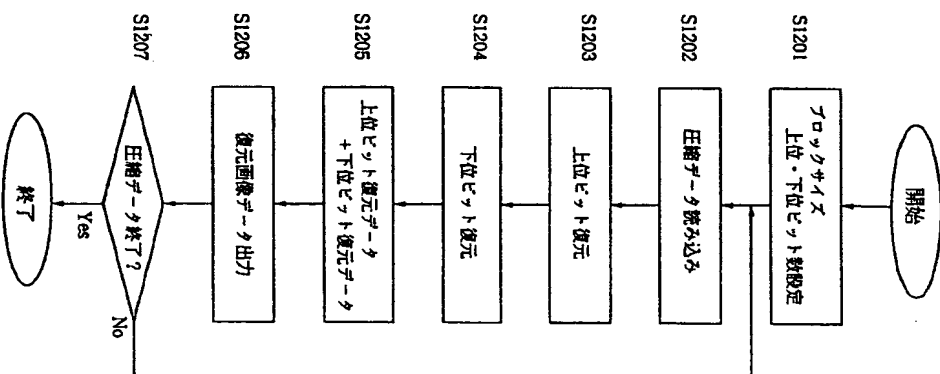 開始
S1201
ブロックサイズ
上位・下位ビット数設定
S1202
圧縮データ読み込み
S1203
上位ビット復元
S1204
下位ビット復元
S1205
上位ビット復元データ
+下位ビット復元データ
S1206
復元画像データ出力
S1207
圧縮データ終了?
No
Yes
終了